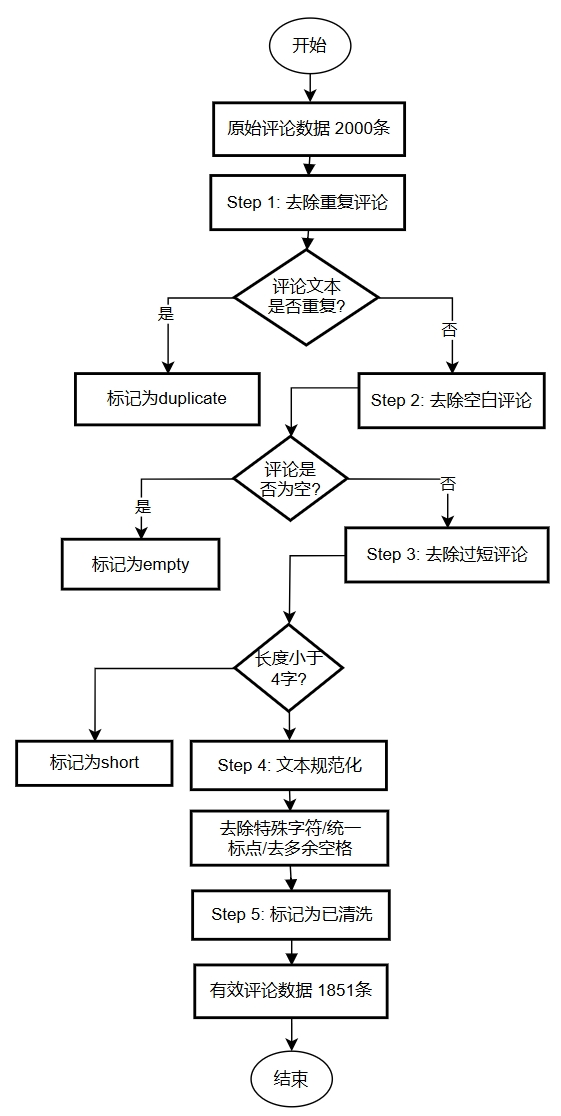 开始
原始评论数据 2000条
Step 1: 去除重复评论
评论文本
是否重复?
是
否
标记为duplicate
Step 2: 去除空白评论
评论是
否为空?
是
否
标记为empty
Step 3: 去除过短评论
长度小于
4字?
标记为short
Step 4: 文本规范化
去除特殊字符/统一
标点/去多余空格
Step 5: 标记为已清洗
有效评论数据 1851条
结束